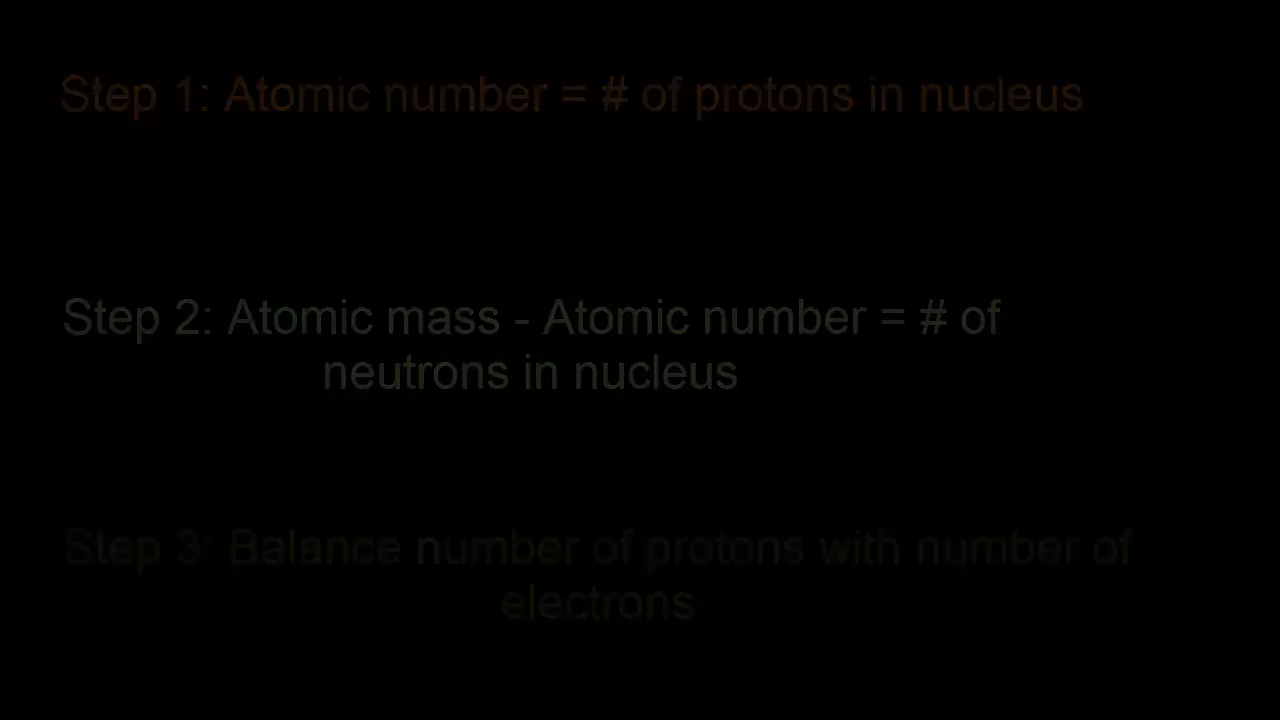 Step 1: Atomic number = # of protons in nucleus
Step 2: Atomic mass - Atomic number = # of
neutrons in nucleus
Step 3: Balance number of protons with number of
electrons